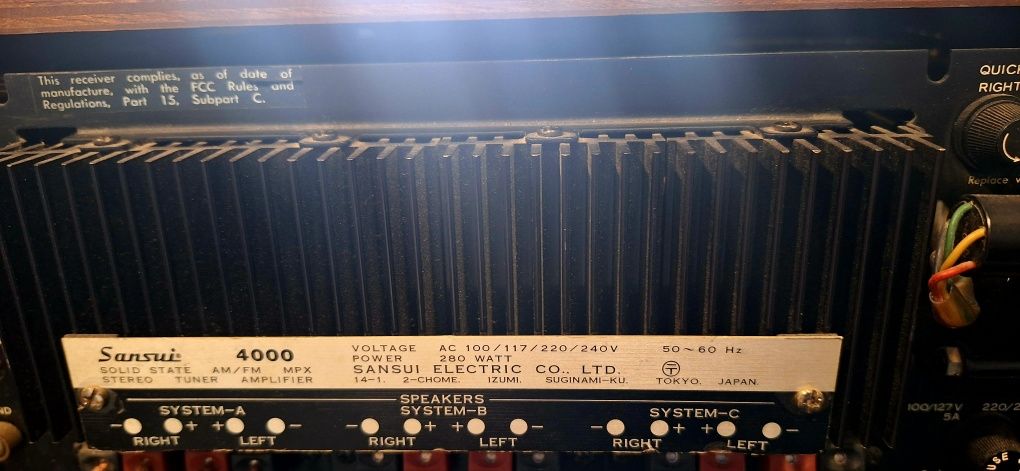 This receiver complies, as of date of
manufacture, with the FCC Rules and
Regulations, Part 15, Subpart C.
QUICK
RIGHT
Replace
Sansui 4000
SOLID STATE AM/FM MPX
STEREO TUNER AMPLIFIER
VOLTAGE AC 100/117/220/240V 50~60 Hz
POWER 280 WATT
SANSUI ELECTRIC CO., LTD.
14-1, 2-CHOME, IZUMI, SUGINAMI-KU, TOKYO, JAPAN.
SPEAKERS
SYSTEM-A SYSTEM-B SYSTEM-C
- + + - - + + - - + + -
RIGHT LEFT RIGHT LEFT RIGHT LEFT
100/127V 220/2
5A